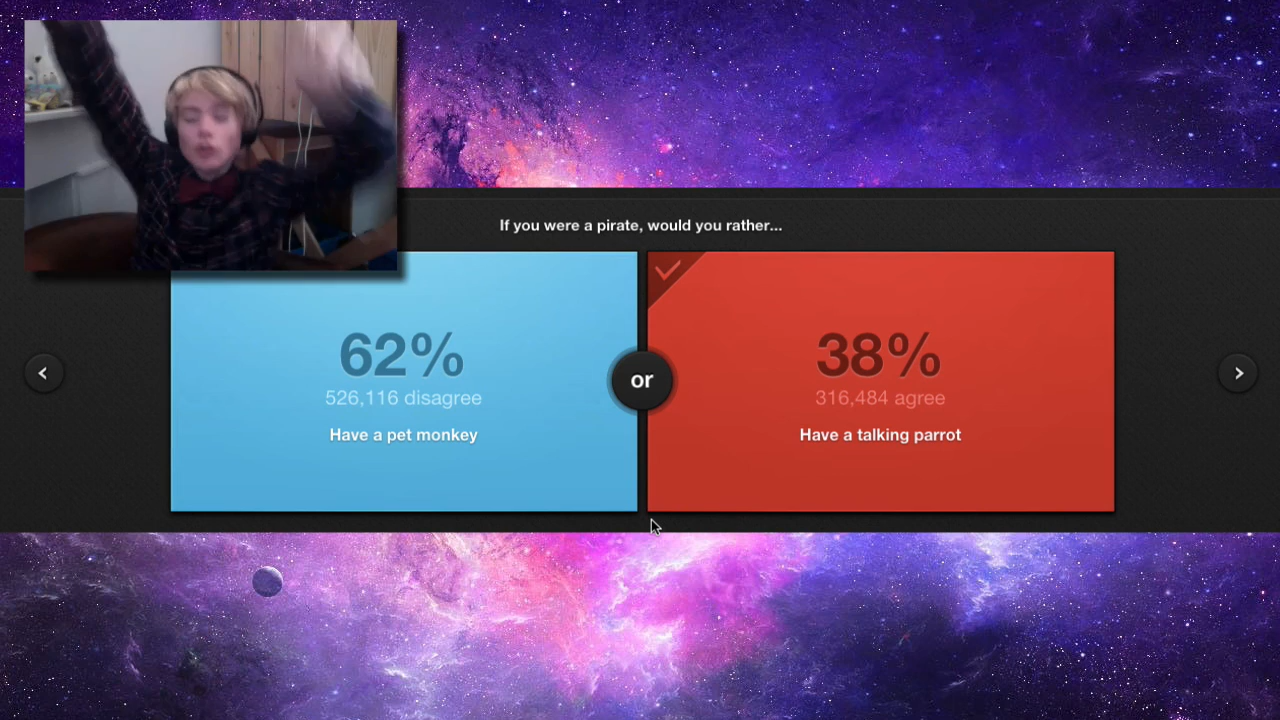 If you were a pirate, would you rather...
62%
526,116 disagree
Have a pet monkey
or
38%
316,484 agree
Have a talking parrot